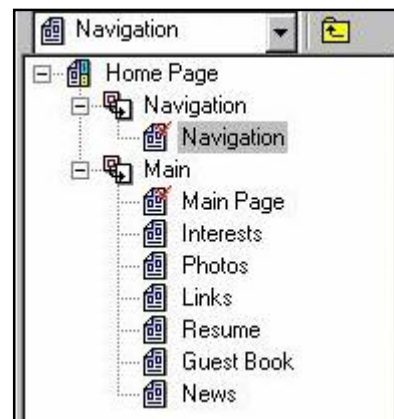 Navigation
Home Page
Navigation
Navigation
Main
Main Page
Interests
Photos
Links
Resume
Guest Book
News